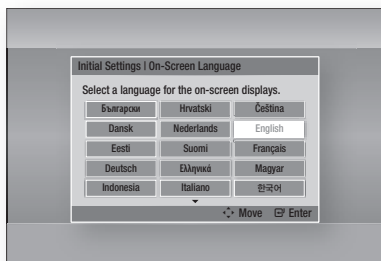 Initial Settings | On-Screen Language
Select a language for the on-screen displays.
Български Hrvatski Čeština
Dansk Nederlands English
Eesti Suomi Français
Deutsch Ελληνικά Magyar
Indonesia Italiano 한국어
Move Enter